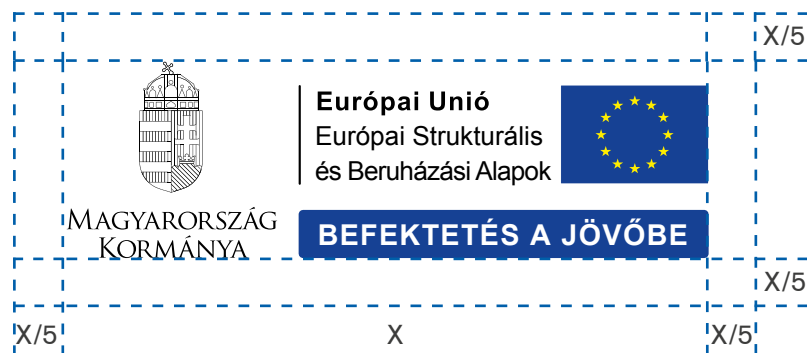 X/5
Európai Unió
Európai Strukturális
és Beruházási Alapok
MAGYARORSZÁG
KORMÁNYA
BEFEKTETÉS A JÖVŐBE
X/5
X/5
X
X/5